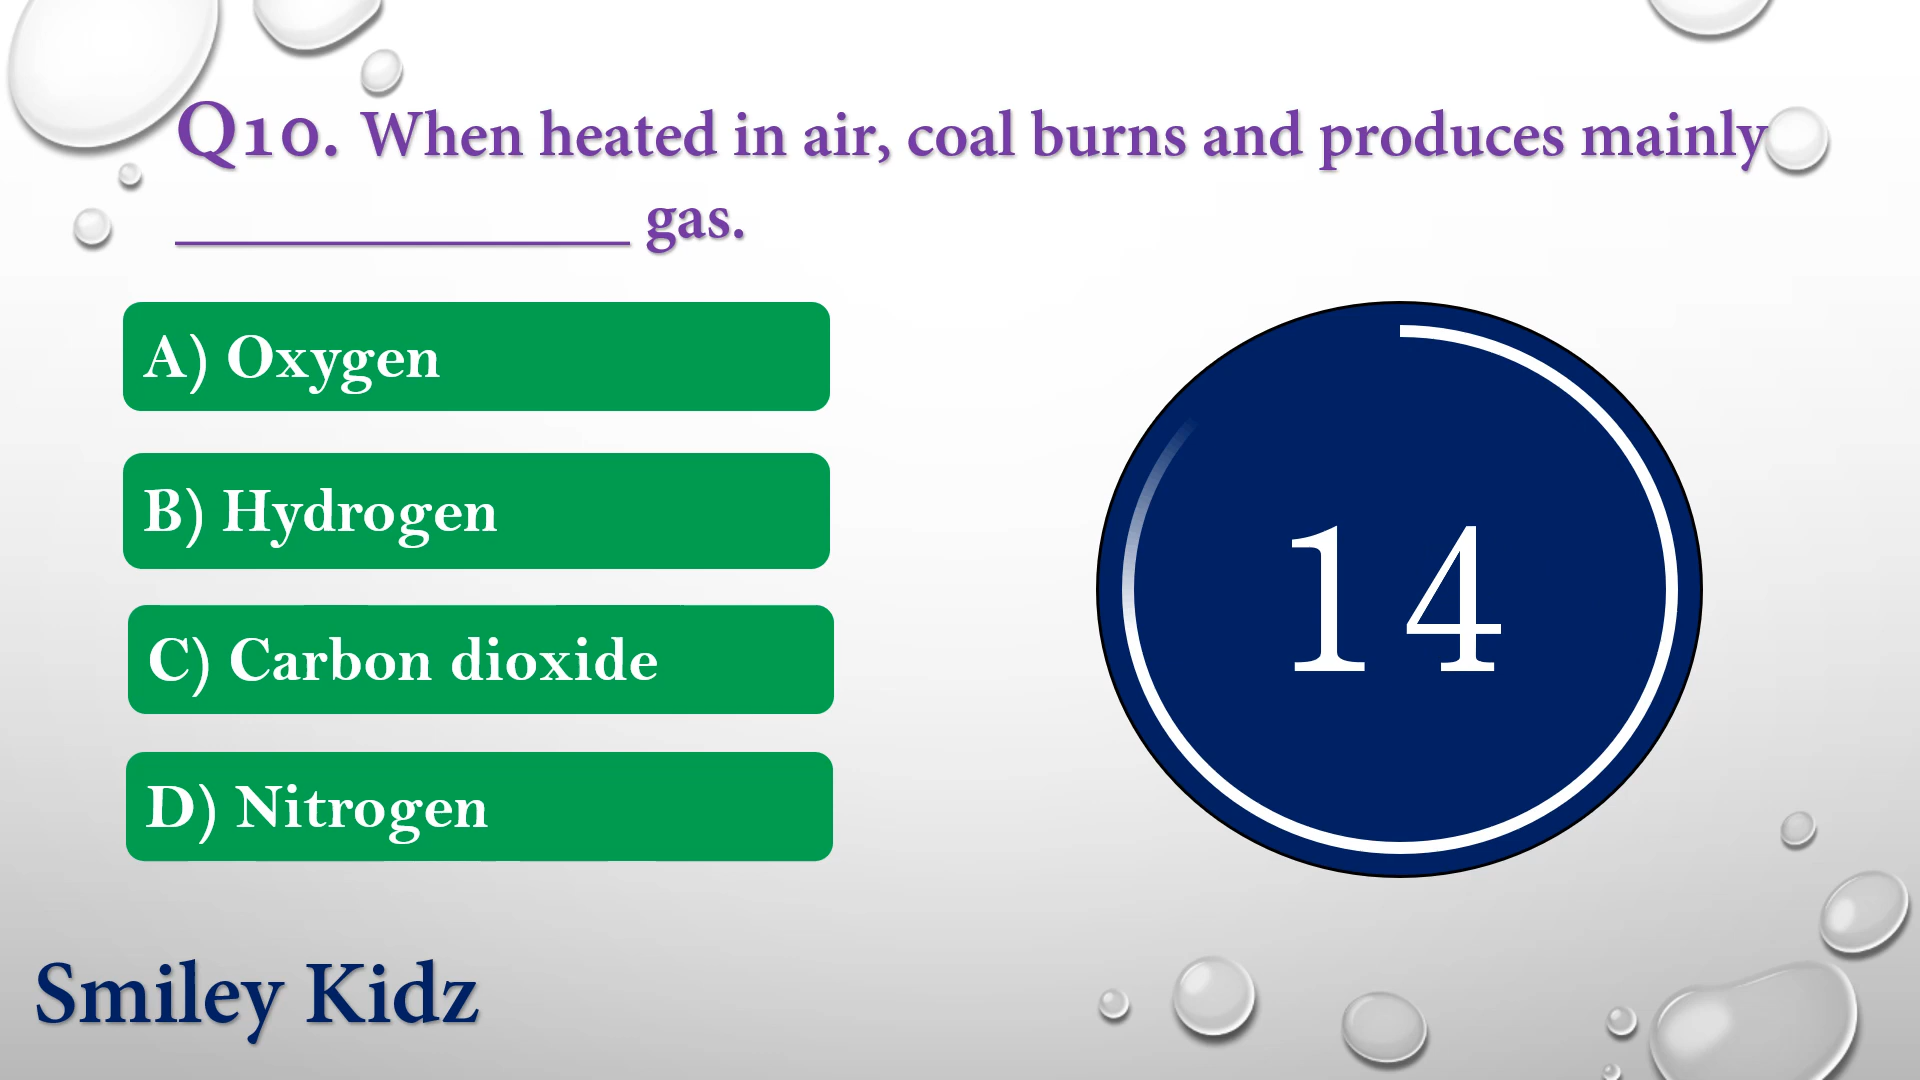 Q10. When heated in air, coal burns and produces mainly
______________ gas.
A) Oxygen
B) Hydrogen
C) Carbon dioxide
D) Nitrogen
14
Smiley Kidz